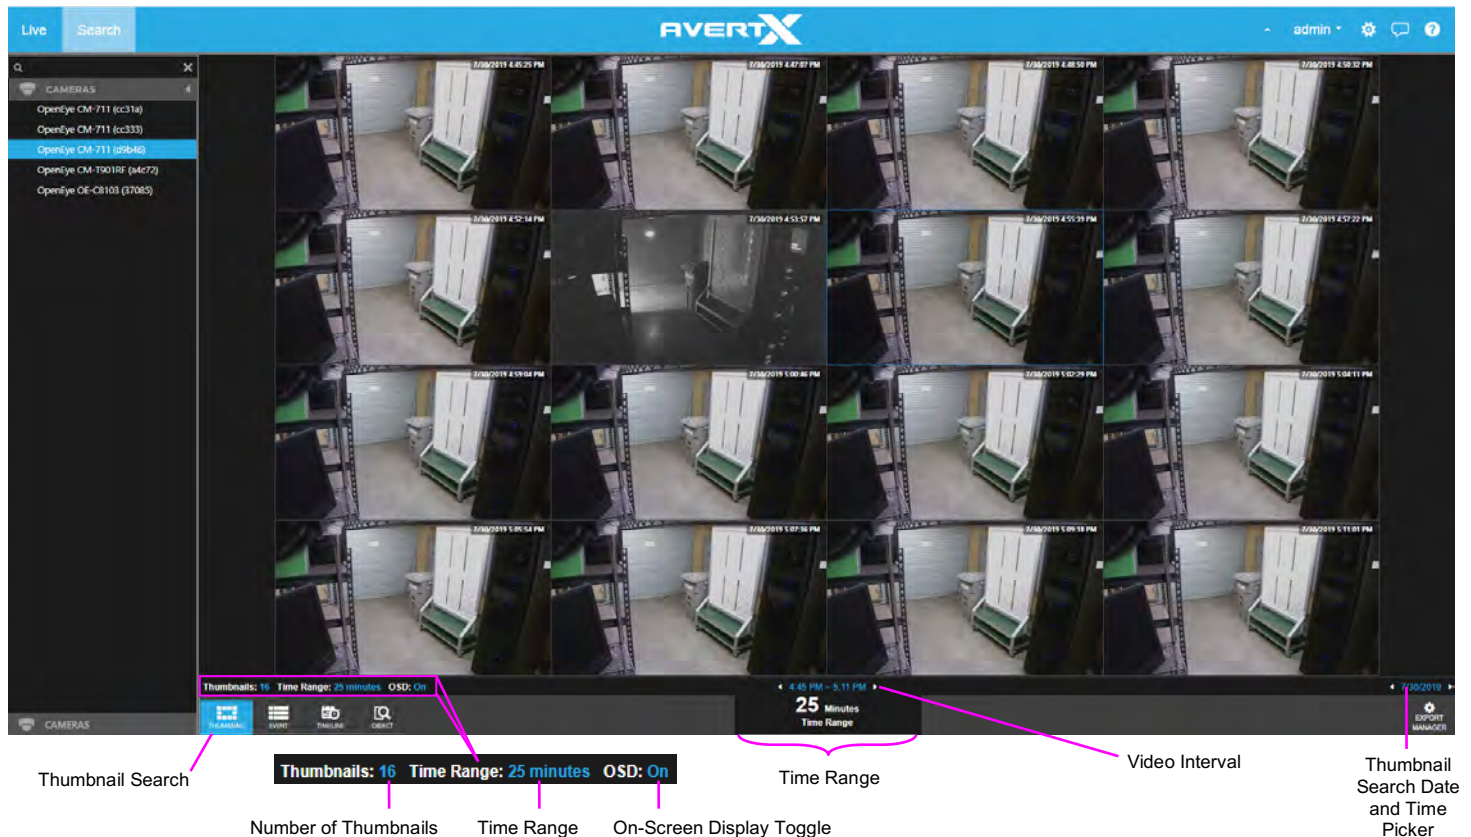 Live
Search
AVERTX
admin
CAMERAS
OpenEye CM-711 (cc31a)
OpenEye CM-711 (cc333)
OpenEye CM-711 (d9b46)
OpenEye CM-T901RF (a4c72)
OpenEye OE-C8103 (37085)
7/30/2019 4:45:25 PM
7/30/2019 4:47:07 PM
7/30/2019 4:48:50 PM
7/30/2019 4:50:32 PM
7/30/2019 4:52:14 PM
7/30/2019 4:53:57 PM
7/30/2019 4:55:39 PM
7/30/2019 4:57:22 PM
7/30/2019 4:59:04 PM
7/30/2019 5:00:46 PM
7/30/2019 5:02:29 PM
7/30/2019 5:04:11 PM
7/30/2019 5:05:54 PM
7/30/2019 5:07:36 PM
7/30/2019 5:09:18 PM
7/30/2019 5:11:01 PM
Thumbnails: 16 Time Range: 25 minutes OSD: On
4:45 PM – 5:11 PM
7/30/2019
CAMERAS
THUMBNAIL
EVENT
TIMELINE
OBJECT
25 Minutes
Time Range
EXPORT
MANAGER
Thumbnail Search
Thumbnails: 16 Time Range: 25 minutes OSD: On
Number of Thumbnails
Time Range
On-Screen Display Toggle
Time Range
Video Interval
Thumbnail
Search Date
and Time
Picker